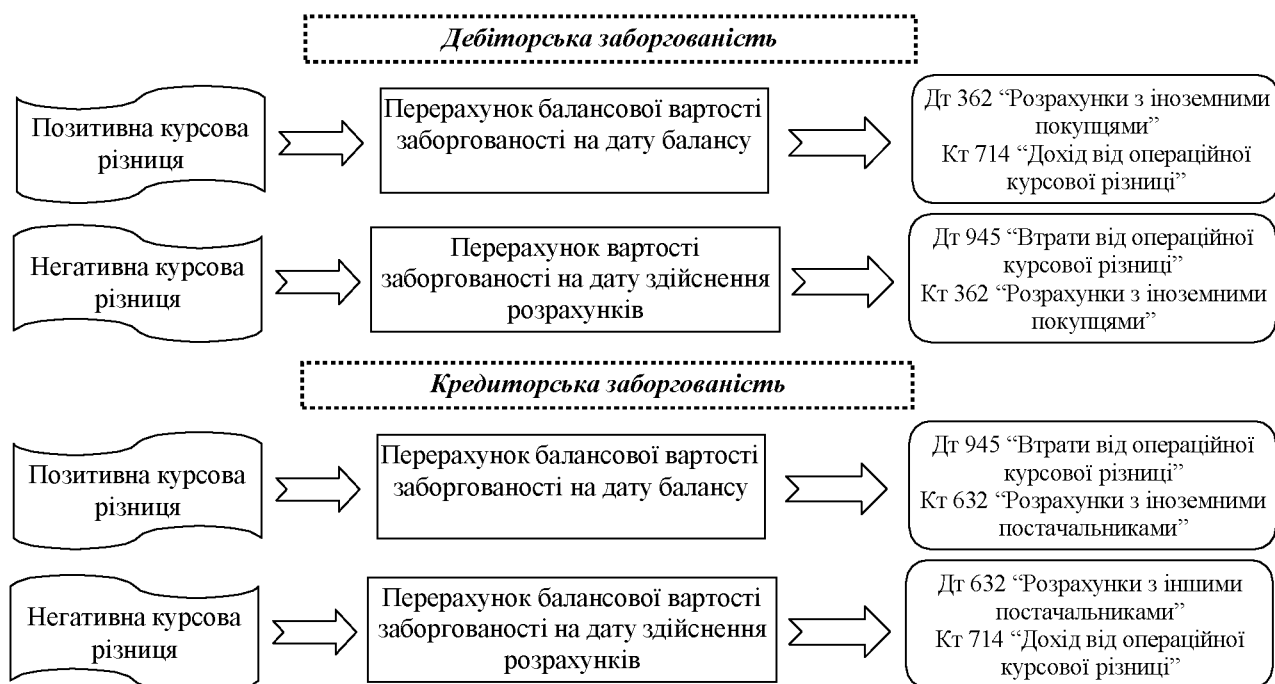 Дебіторська заборгованість
Позитивна курсова
різниця
Перерахунок балансової вартості
заборгованості на дату балансу
Дт 362 “Розрахунки з іноземними
покупцями”
Кт 714 “Дохід від операційної
курсової різниці”
Негативна курсова
різниця
Перерахунок вартості
заборгованості на дату здійснення
розрахунків
Дт 945 “Втрати від операційної
курсової різниці”
Кт 362 “Розрахунки з іноземними
покупцями”
Кредиторська заборгованість
Позитивна курсова
різниця
Перерахунок балансової вартості
заборгованості на дату балансу
Дт 945 “Втрати від операційної
курсової різниці”
Кт 632 “Розрахунки з іноземними
постачальниками”
Негативна курсова
різниця
Перерахунок балансової вартості
заборгованості на дату здійснення
розрахунків
Дт 632 “Розрахунки з іншими
постачальниками”
Кт 714 “Дохід від операційної
курсової різниці”